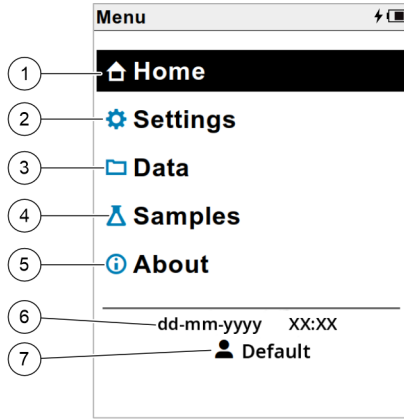 Menu
1 Home
2 Settings
3 Data
4 Samples
5 About
6 dd-mm-yyyy XX:XX
7 Default